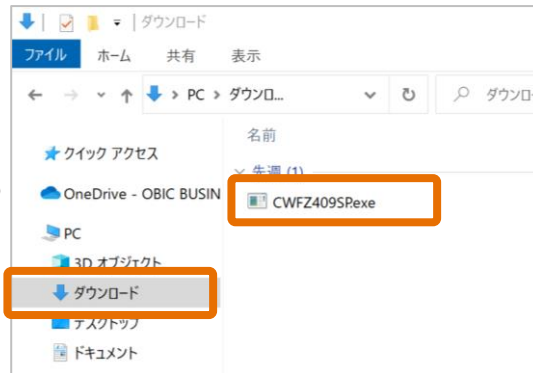 ダウンロード
ファイル ホーム 共有 表示
PC ダウンロ... ダウンロ
名前
クイック アクセス
先週 (1)
OneDrive - OBIC BUSIN
CWFZ409SP.exe
PC
3D オブジェクト
ダウンロード
デスクトップ
ドキュメント